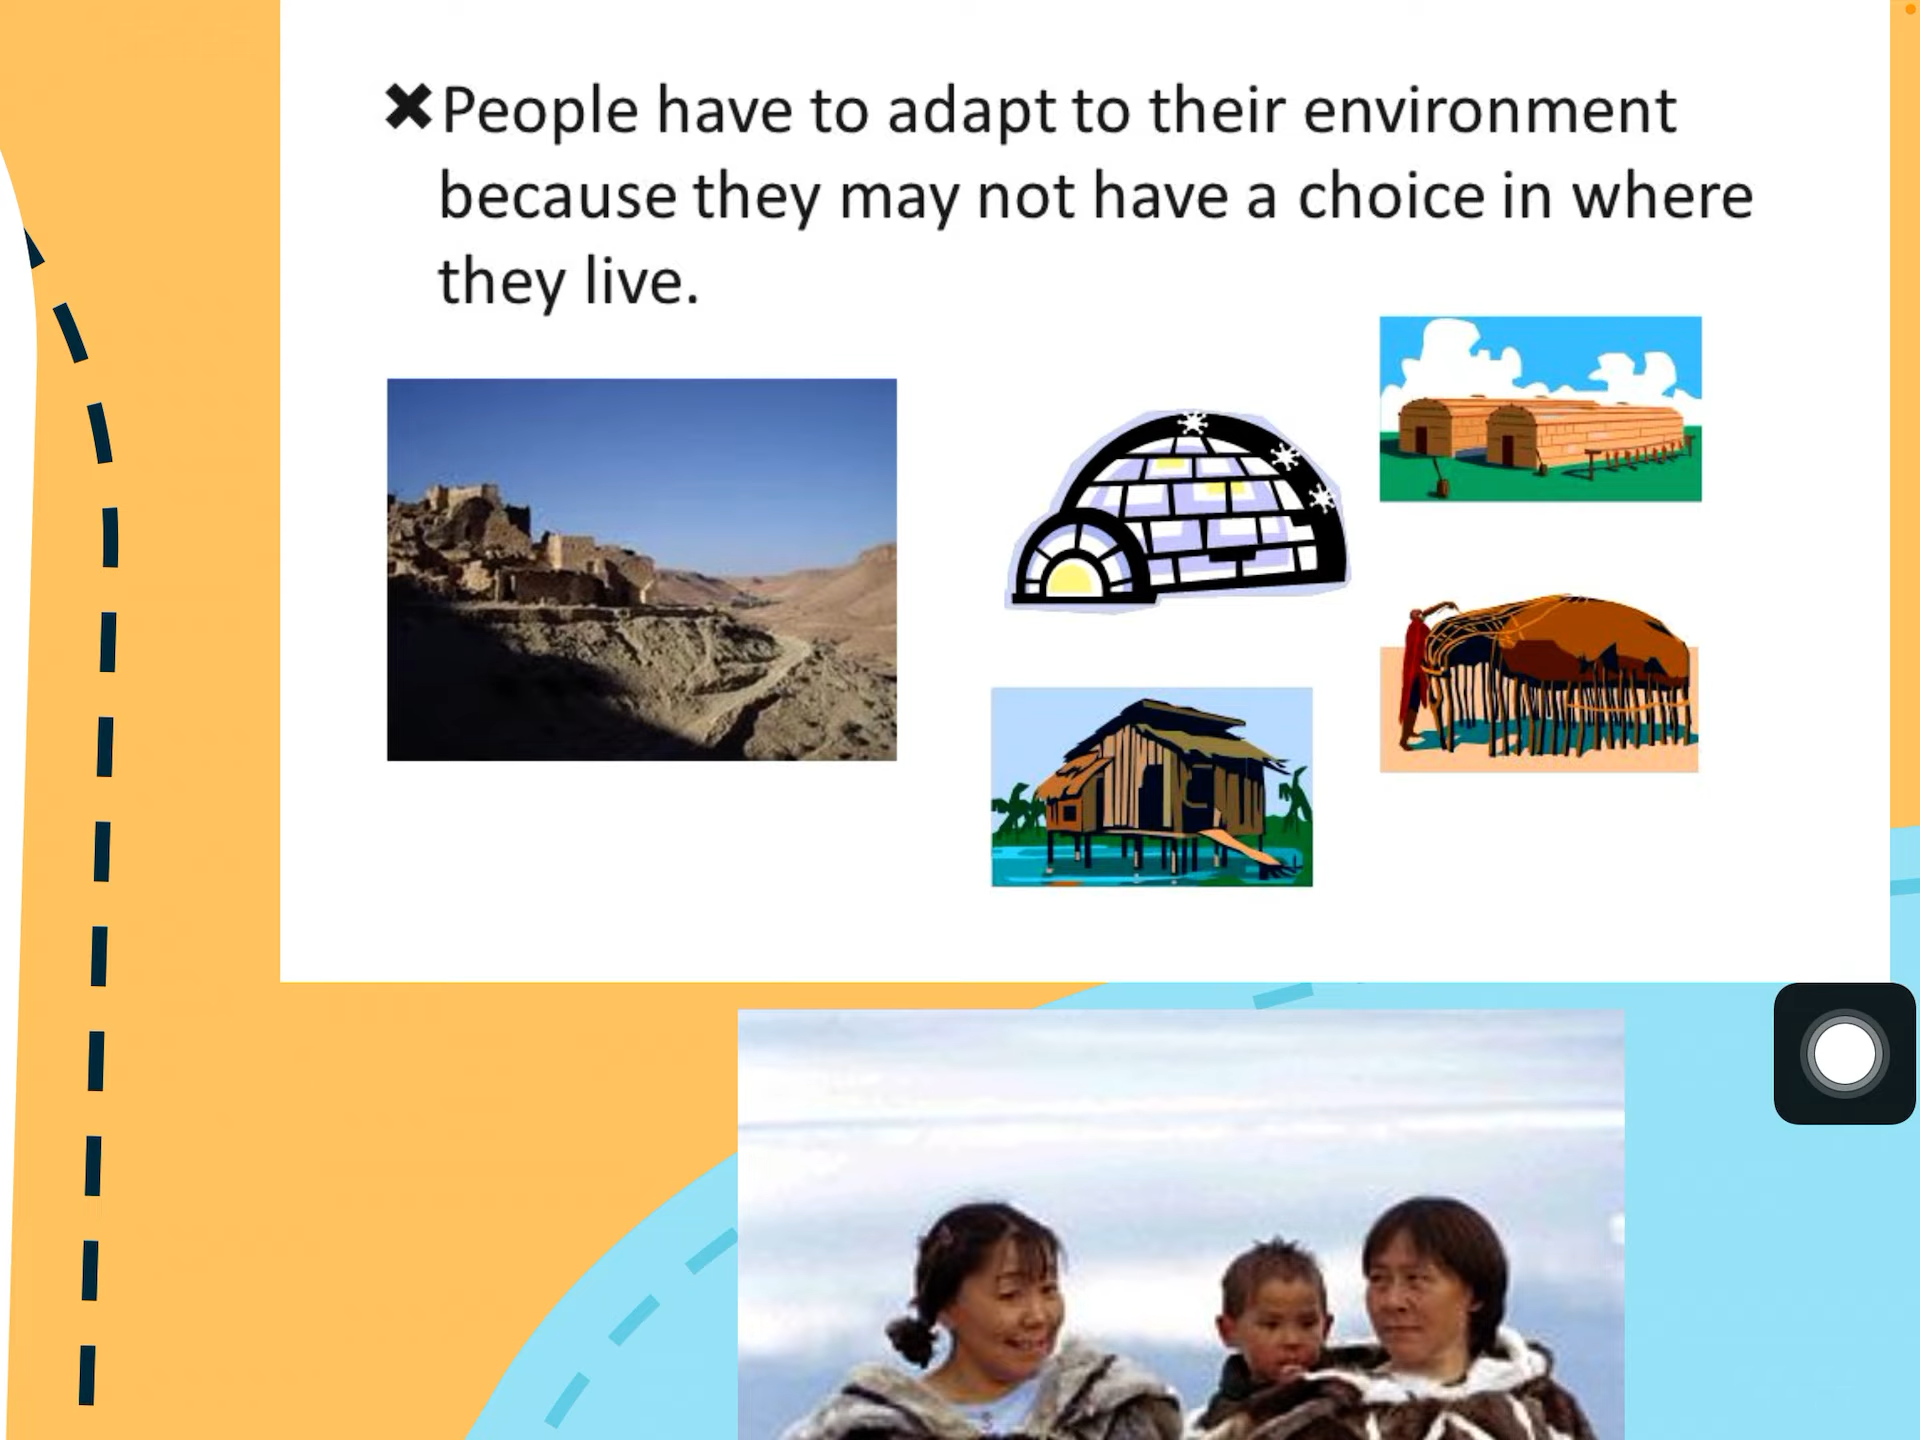 ✖People have to adapt to their environment
because they may not have a choice in where
they live.